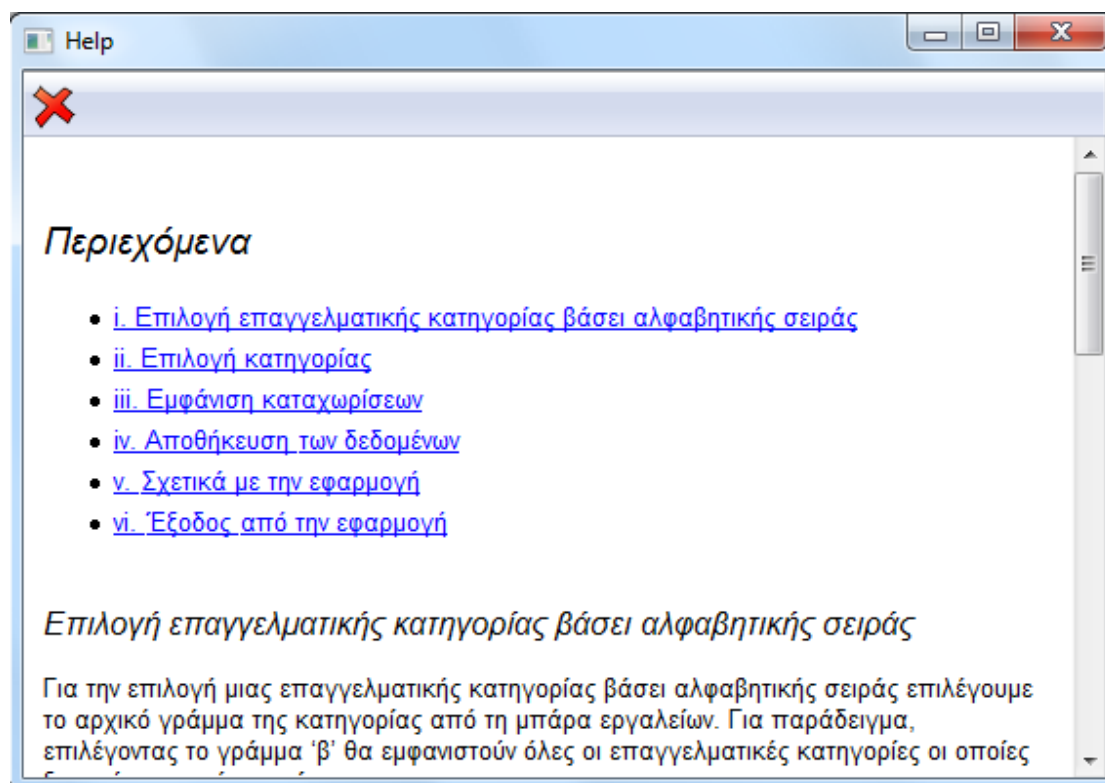 Help
Περιεχόμενα
i. Επιλογή επαγγελματικής κατηγορίας βάσει αλφαβητικής σειράς
ii. Επιλογή κατηγορίας
iii. Εμφάνιση καταχωρίσεων
iv. Αποθήκευση των δεδομένων
v. Σχετικά με την εφαρμογή
vi. Έξοδος από την εφαρμογή
Επιλογή επαγγελματικής κατηγορίας βάσει αλφαβητικής σειράς
Για την επιλογή μιας επαγγελματικής κατηγορίας βάσει αλφαβητικής σειράς επιλέγουμε
το αρχικό γράμμα της κατηγορίας από τη μπάρα εργαλείων. Για παράδειγμα,
επιλέγοντας το γράμμα ‘β’ θα εμφανιστούν όλες οι επαγγελματικές κατηγορίες οι οποίες